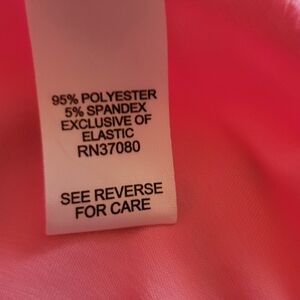 95% POLYESTER
5% SPANDEX
EXCLUSIVE OF
ELASTIC
RN37080
SEE REVERSE
FOR CARE